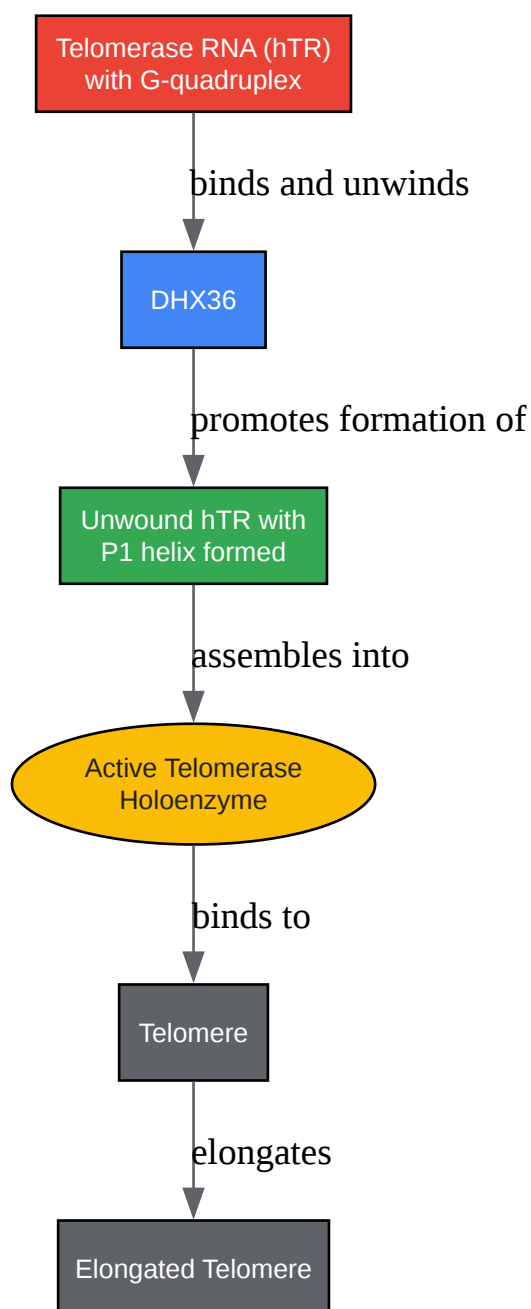 Telomerase RNA (hTR)
with G-quadruplex
binds and unwinds
DHX36
promotes formation of
Unwound hTR with
P1 helix formed
assembles into
Active Telomerase
Holoenzyme
binds to
Telomere
elongates
Elongated Telomere